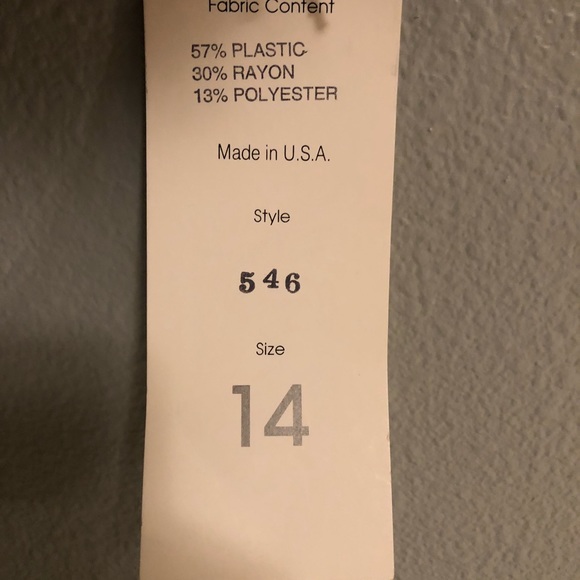 Fabric Content
57% PLASTIC
30% RAYON
13% POLYESTER
Made in U.S.A.
Style
546
Size
14